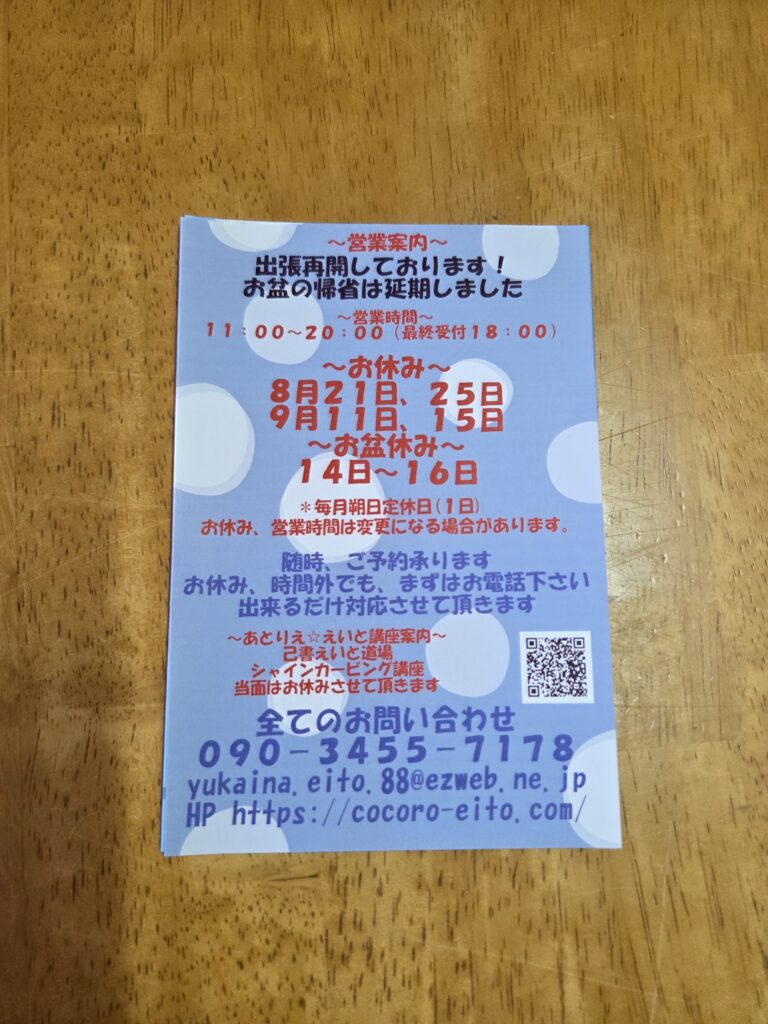 ～営業案内～
出張再開しております！
お盆の帰省は延期しました
～営業時間～
１１：００～２０：００（最終受付１８：００）
～お休み～
８月２１日、２５日
９月１１日、１５日
～お盆休み～
１４日～１６日
＊毎月朔日定休日（１日）
お休み、営業時間は変更になる場合があります。
随時、ご予約承ります
お休み、時間外でも、まずはお電話下さい
出来るだけ対応させて頂きます
～あとりえ☆えいと講座案内～
己書えいと道場
シャインカービング講座
当面はお休みさせて頂きます
全てのお問い合わせ
０９０－３４５５－７１７８
yukaina.eito.88@ezweb.ne.jp
HP https://cocoro-eito.com/